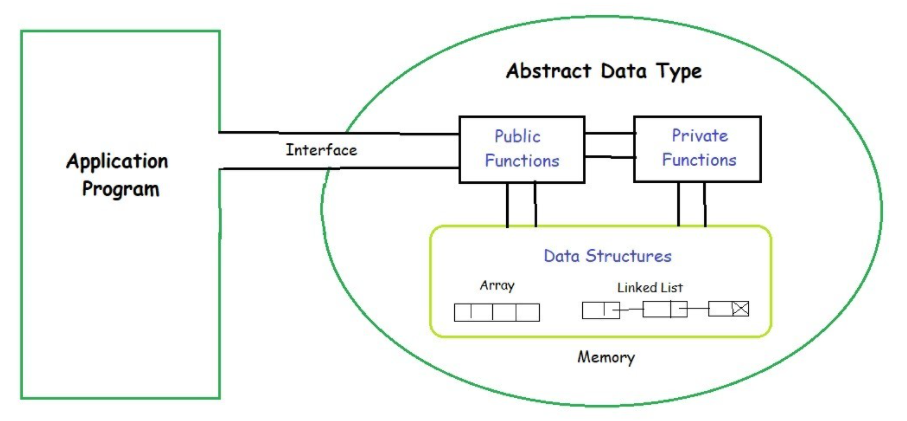 Abstract Data Type
Application
Program
Interface
Public
Functions
Private
Functions
Data Structures
Array
Linked List
Memory